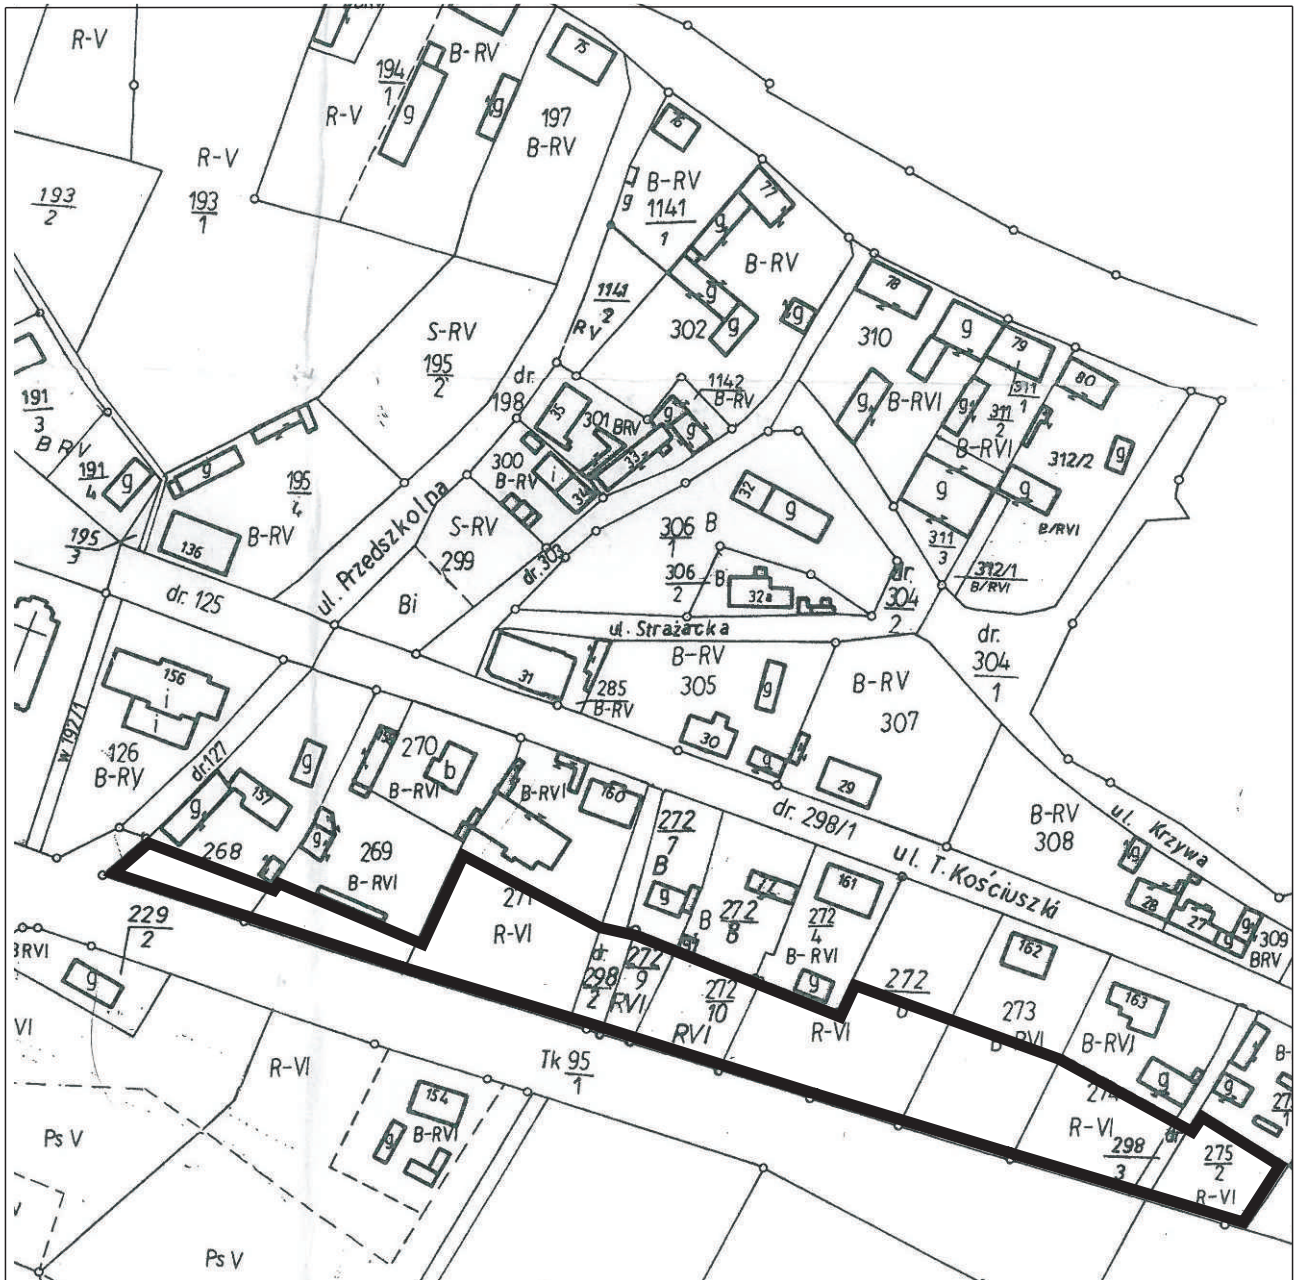 R-V
B-RV
75
194
1
g
R-V
g
197
B-RV
76
R-V
193
2
193
1
B-RV
1141
1
g
77
g
B-RV
78
1141
2
RV
g
g
g
302
310
g
79
80
S-RV
195
2
dr.
198
35
301 BRV
1142
B-RV
g
g
33
g
B-RVI
g
311
1
311
2
B-RVI
312/2
g
191
3
B RV
191
4
g
g
195
4
B-RV
136
195
3
300
B-RV
i
34
ul. Przedszkolna
S-RV
299
Bi
dr. 303
32
g
306
1
B
306
2
B
32a
g
g
B/RVI
311
3
312/1
B/RVI
dr.
304
2
dr. 125
ul. Strażacka
dr.
304
1
156
i
i
w 192/1
126
B-RV
dr.127
31
285
B-RV
B-RV
305
g
30
g
B-RV
307
29
g
157
g
268
g
270
B-RVI
b
269
B-RVI
B-RVI
160
dr. 298/1
ul. T. Kościuszki
B-RV
308
ul. Krzywa
g
28
27
g
g
309
BRV
272
7
B
g
B
272
8
161
272
4
B-RVI
g
271
R-VI
dr.
298
2
272
9
RVI
g
272
10
RVI
R-VI
272
162
273
B-RVI
163
B-RVI
g
g
B-
229
2
BRVI
g
VI
R-VI
Tk 95
1
154
g
B-RVI
274
R-VI
298
3
dr
275
2
R-VI
Ps V
V
Ps V